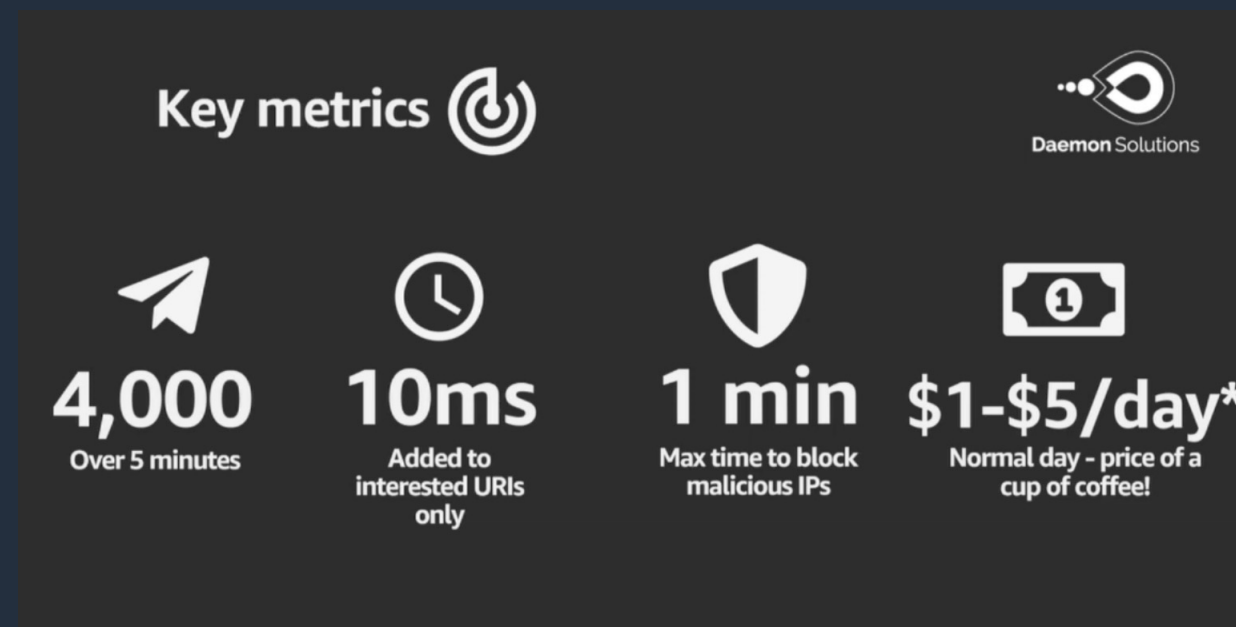 Key metrics
Daemon Solutions
4,000
Over 5 minutes
10ms
Added to
interested URIs
only
1 min
Max time to block
malicious IPs
1
$1-$5/day*
Normal day - price of a
cup of coffee!